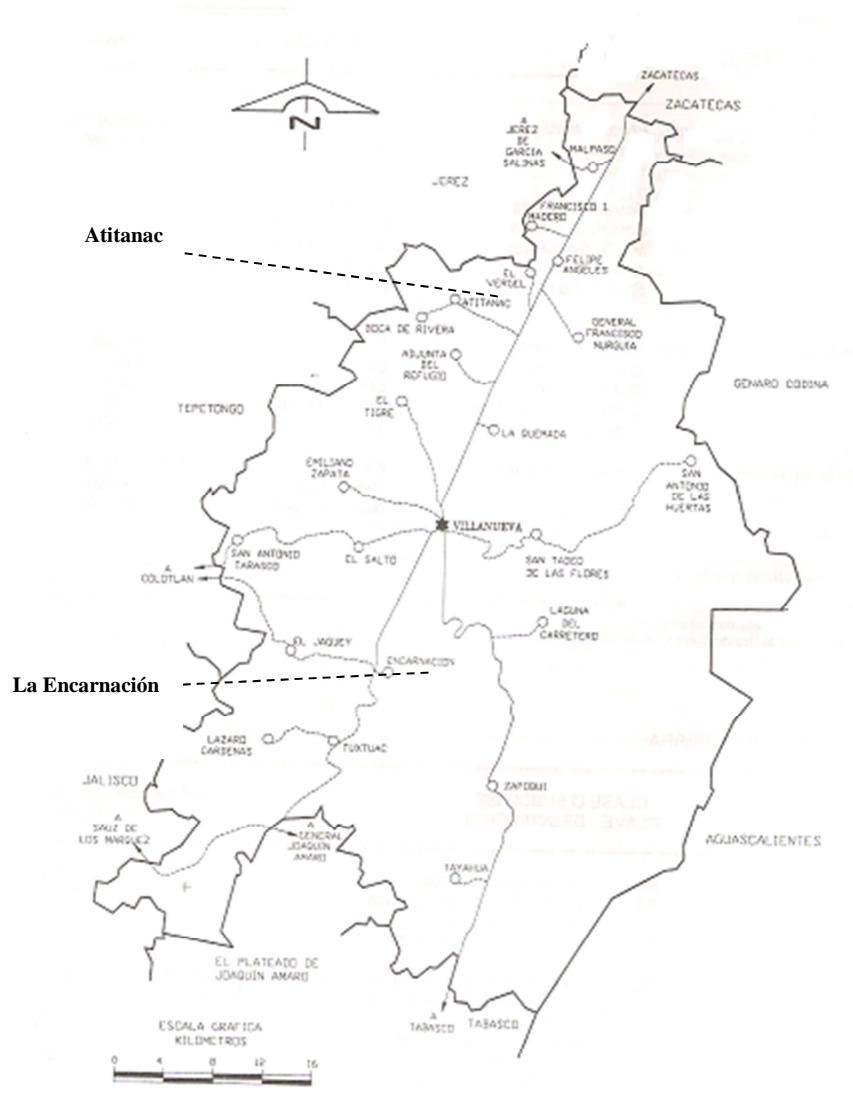 ZACATECAS
ZACATECAS
A
JEREZ
DE
GARCIA
SALINAS
MALPASO
JEREZ
FRANCISCO I.
MADERO
Atitanac
FELIPE
ANGELES
EL
VERGEL
ATITANAC
BOCA DE RIVERA
GENERAL
FRANCISCO
MURGUIA
ADJUNTA
DEL
REFUGIO
GENARO CODINA
TEPETONGO
EL
TIGRE
LA QUEMADA
EMILIANO
ZAPATA
SAN
ANTONIO
DE LAS
HUERTAS
VILLANUEVA
SAN ANTONIO
TARASCO
EL SALTO
SAN TADEO
DE LAS FLORES
A
COLOTLAN
LAGUNA
DEL
CARRETERO
EL JAGUEY
ENCARNACION
La Encarnación
LAZARO
CARDENAS
TUXTUAC
JALISCO
ZAPOQUI
A
SAUZ DE
LOS MARQUEZ
A
GENERAL
JOAQUIN
AMARO
AGUASCALIENTES
TAYAHUA
EL PLATEADO DE
JOAQUIN AMARO
A
TABASCO
TABASCO
ESCALA GRAFICA
KILOMETROS
0 4 8 12 16
N